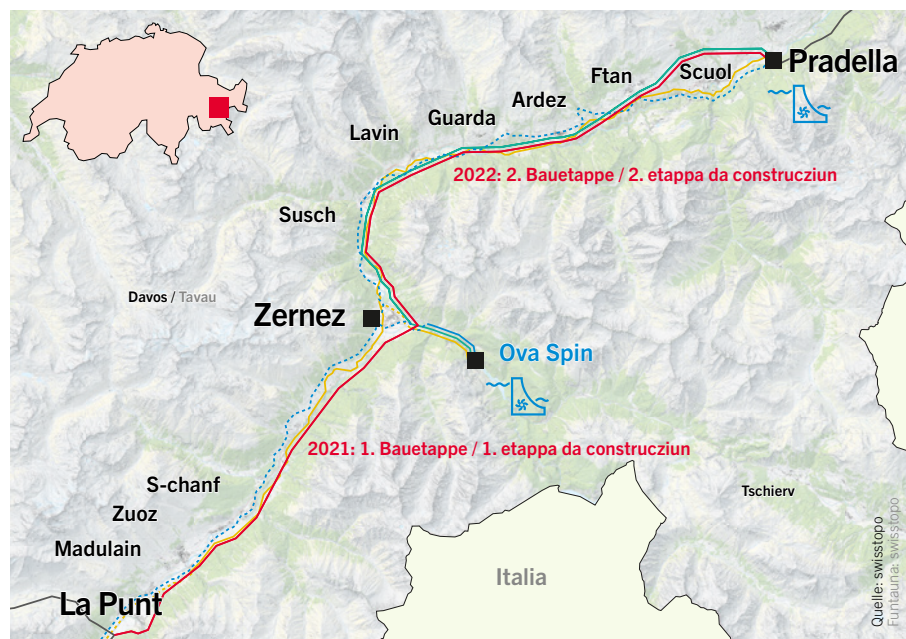 Pradella
Scuol
Ftan
Ardez
Guarda
Lavin
2022: 2. Bauetappe / 2. etappa da construcziun
Susch
Davos / Tavau
Zernez
Ova Spin
2021: 1. Bauetappe / 1. etappa da construcziun
S-chanf
Tschierv
Zuoz
Madulain
Italia
La Punt
Quelle: swisstopo
Funtauna: swisstopo